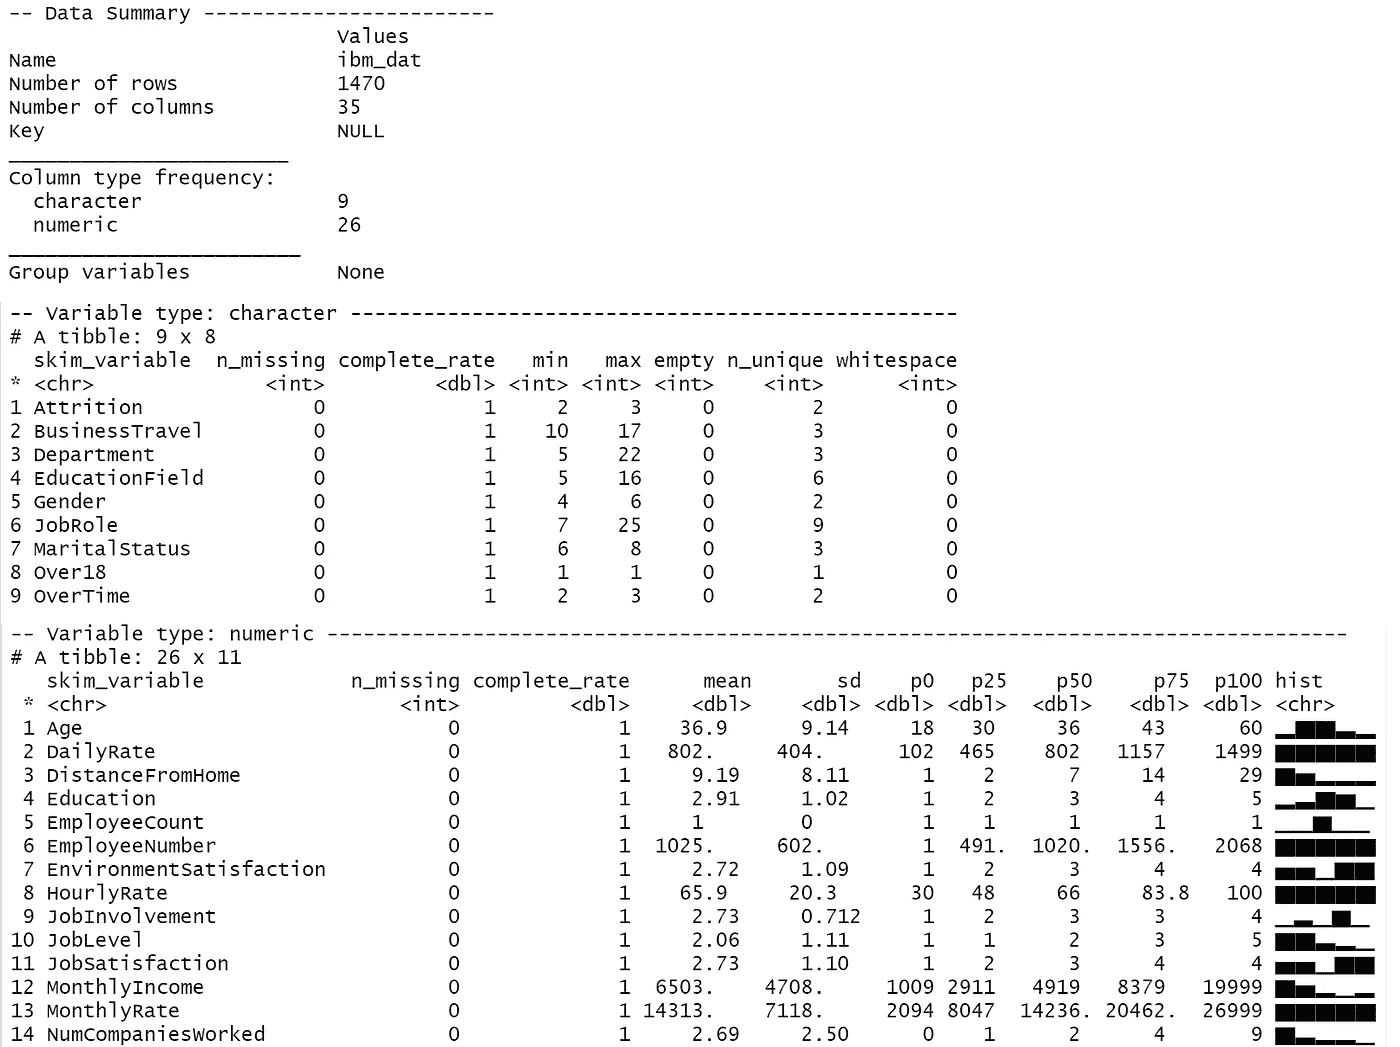 -- Data Summary ------------------------
                           Values
Name                       ibm_dat
Number of rows             1470
Number of columns          35
Key                        NULL
_______________________
Column type frequency:
  character                9
  numeric                  26
________________________
Group variables            None
-- Variable type: character --------------------------------------------------
# A tibble: 9 x 8
  skim_variable  n_missing complete_rate   min   max empty n_unique whitespace
* <chr>              <int>         <dbl> <int> <int> <int>    <int>      <int>
1 Attrition              0             1     2     3     0        2          0
2 BusinessTravel         0             1    10    17     0        3          0
3 Department             0             1     5    22     0        3          0
4 EducationField         0             1     5    16     0        6          0
5 Gender                 0             1     4     6     0        2          0
6 JobRole                0             1     7    25     0        9          0
7 MaritalStatus          0             1     6     8     0        3          0
8 Over18                 0             1     1     1     0        1          0
9 OverTime               0             1     2     3     0        2          0
-- Variable type: numeric ------------------------------------------------------------------------------------
# A tibble: 26 x 11
   skim_variable            n_missing complete_rate      mean       sd    p0   p25    p50     p75  p100 hist
 * <chr>                        <int>         <dbl>     <dbl>    <dbl> <dbl> <dbl>  <dbl>   <dbl> <dbl> <chr>
 1 Age                              0             1    36.9     9.14     18    30     36      43      60
 2 DailyRate                        0             1   802.    404.      102   465    802    1157    1499
 3 DistanceFromHome                 0             1     9.19    8.11      1     2      7      14      29
 4 Education                        0             1     2.91    1.02      1     2      3       4       5
 5 EmployeeCount                    0             1     1       0         1     1      1       1       1
 6 EmployeeNumber                   0             1  1025.    602.        1   491.  1020.   1556.   2068
 7 EnvironmentSatisfaction          0             1     2.72    1.09      1     2      3       4       4
 8 HourlyRate                       0             1    65.9    20.3      30    48     66      83.8   100
 9 JobInvolvement                   0             1     2.73    0.712     1     2      3       3       4
10 JobLevel                         0             1     2.06    1.11      1     1      2       3       5
11 JobSatisfaction                  0             1     2.73    1.10      1     2      3       4       4
12 MonthlyIncome                    0             1  6503.   4708.     1009  2911   4919    8379   19999
13 MonthlyRate                      0             1 14313.   7118.     2094  8047  14236.  20462.  26999
14 NumCompaniesWorked               0             1     2.69    2.50      0     1      2       4       9